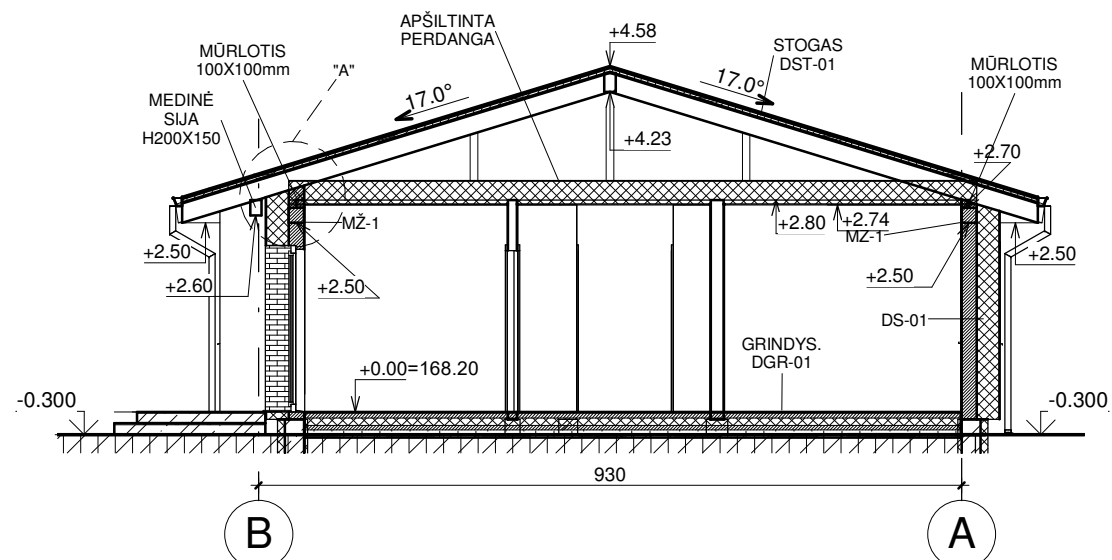 APŠILTINTA
PERDANGA
+4.58
STOGAS
DST-01
MŪRLOTIS
100X100mm
"A"
17.0°
17.0°
MŪRLOTIS
100X100mm
MEDINĖ
SIJA
H200X150
+4.23
+2.70
MŽ-1
+2.80
+2.74
MZ-1
+2.50
+2.50
+2.60
+2.50
+2.50
DS-01
GRINDYS.
DGR-01
+0.00=168.20
-0.300
-0.300
930
B
A